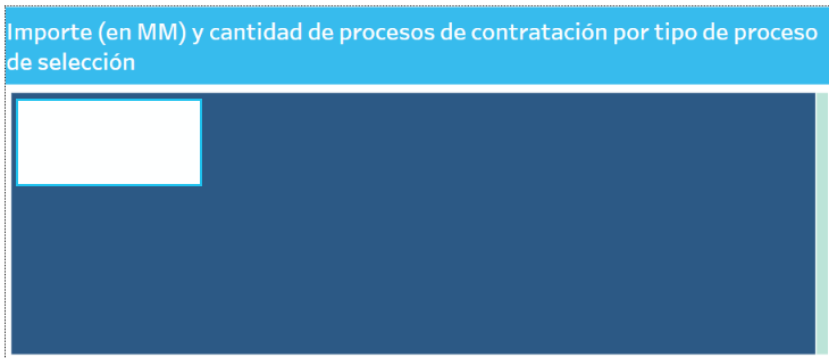 Importe (en MM) y cantidad de procesos de contratación por tipo de proceso
de selección